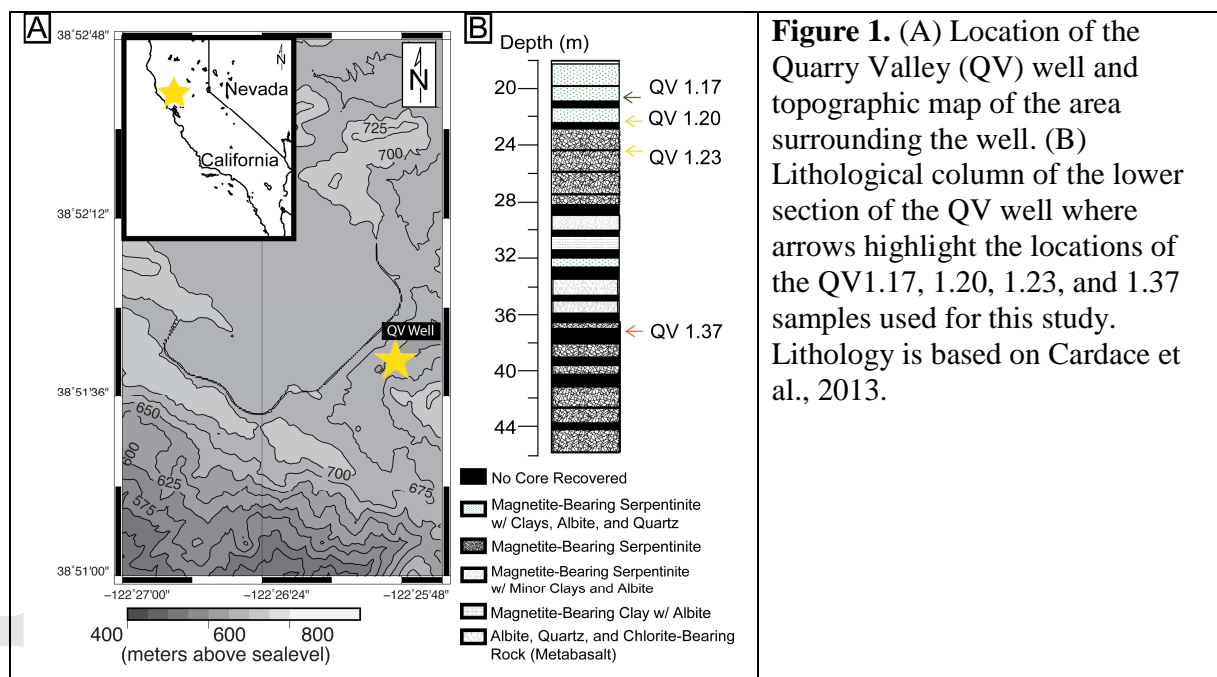 A
38°52'48"
38°52'12"
38°51'36"
38°51'00"
N
Nevada
California
N
725
700
QV Well
650
600
625
575
700
675
−122°27'00"
−122°26'24"
−122°25'48"
400
600
800
(meters above sealevel)
B
Depth (m)
20
24
28
32
36
40
44
QV 1.17
QV 1.20
QV 1.23
QV 1.37
No Core Recovered
Magnetite-Bearing Serpentinite
w/ Clays, Albite, and Quartz
Magnetite-Bearing Serpentinite
Magnetite-Bearing Serpentinite
w/ Minor Clays and Albite
Magnetite-Bearing Clay w/ Albite
Albite, Quartz, and Chlorite-Bearing
Rock (Metabasalt)
Figure 1. (A) Location of the
Quarry Valley (QV) well and
topographic map of the area
surrounding the well. (B)
Lithological column of the lower
section of the QV well where
arrows highlight the locations of
the QV1.17, 1.20, 1.23, and 1.37
samples used for this study.
Lithology is based on Cardace et
al., 2013.